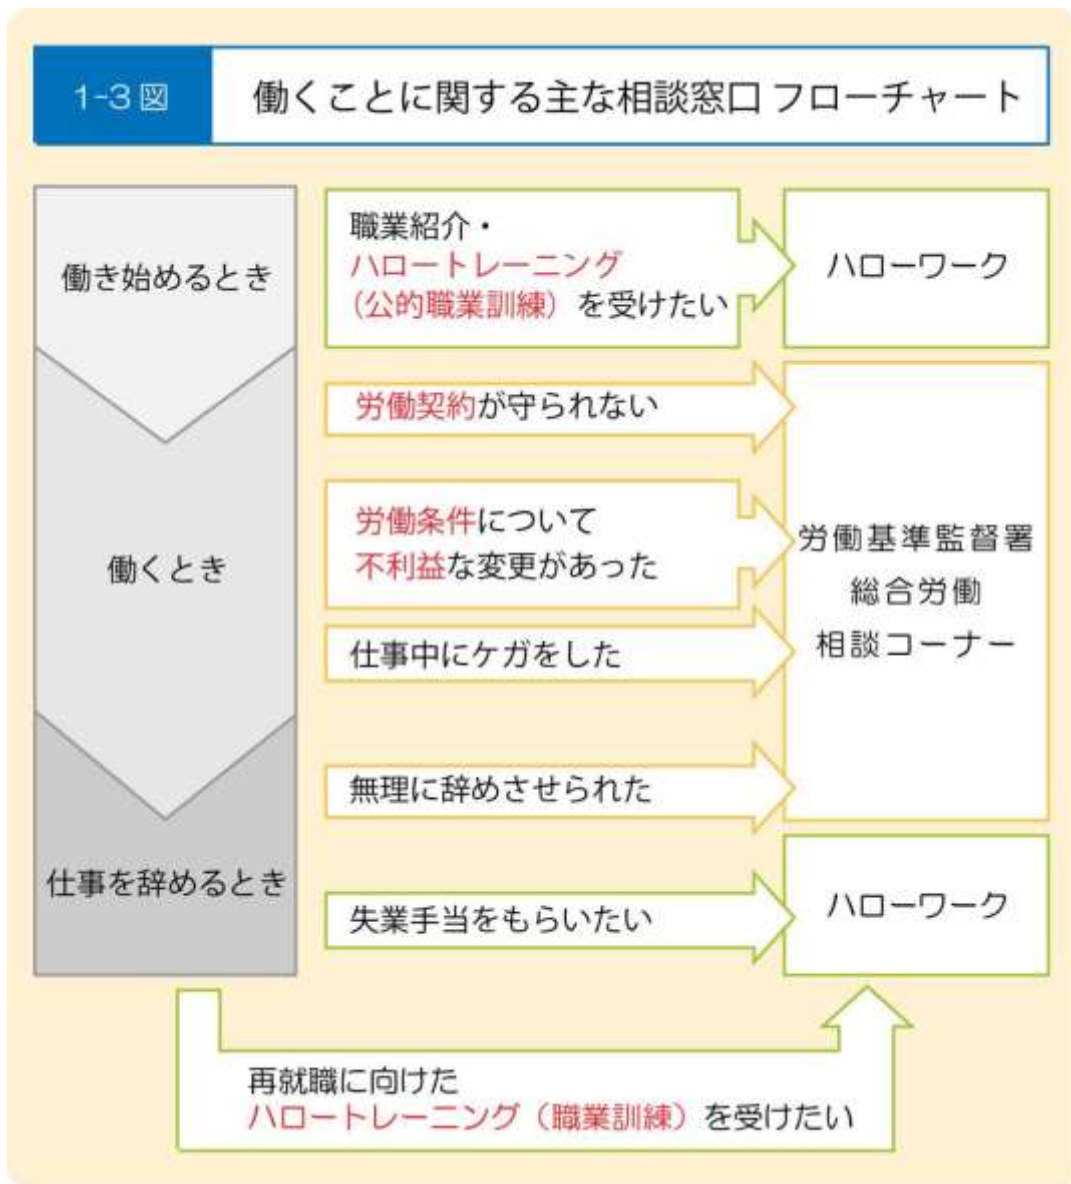 1-3図
働くことに関する主な相談窓口 フローチャート
働き始めるとき
職業紹介・
ハロートレーニング
（公的職業訓練）を受けたい
ハローワーク
働くとき
労働契約が守られない
労働条件について
不利益な変更があった
仕事中にケガをした
無理に辞めさせられた
労働基準監督署
総合労働
相談コーナー
仕事を辞めるとき
失業手当をもらいたい
ハローワーク
再就職に向けた
ハロートレーニング（職業訓練）を受けたい